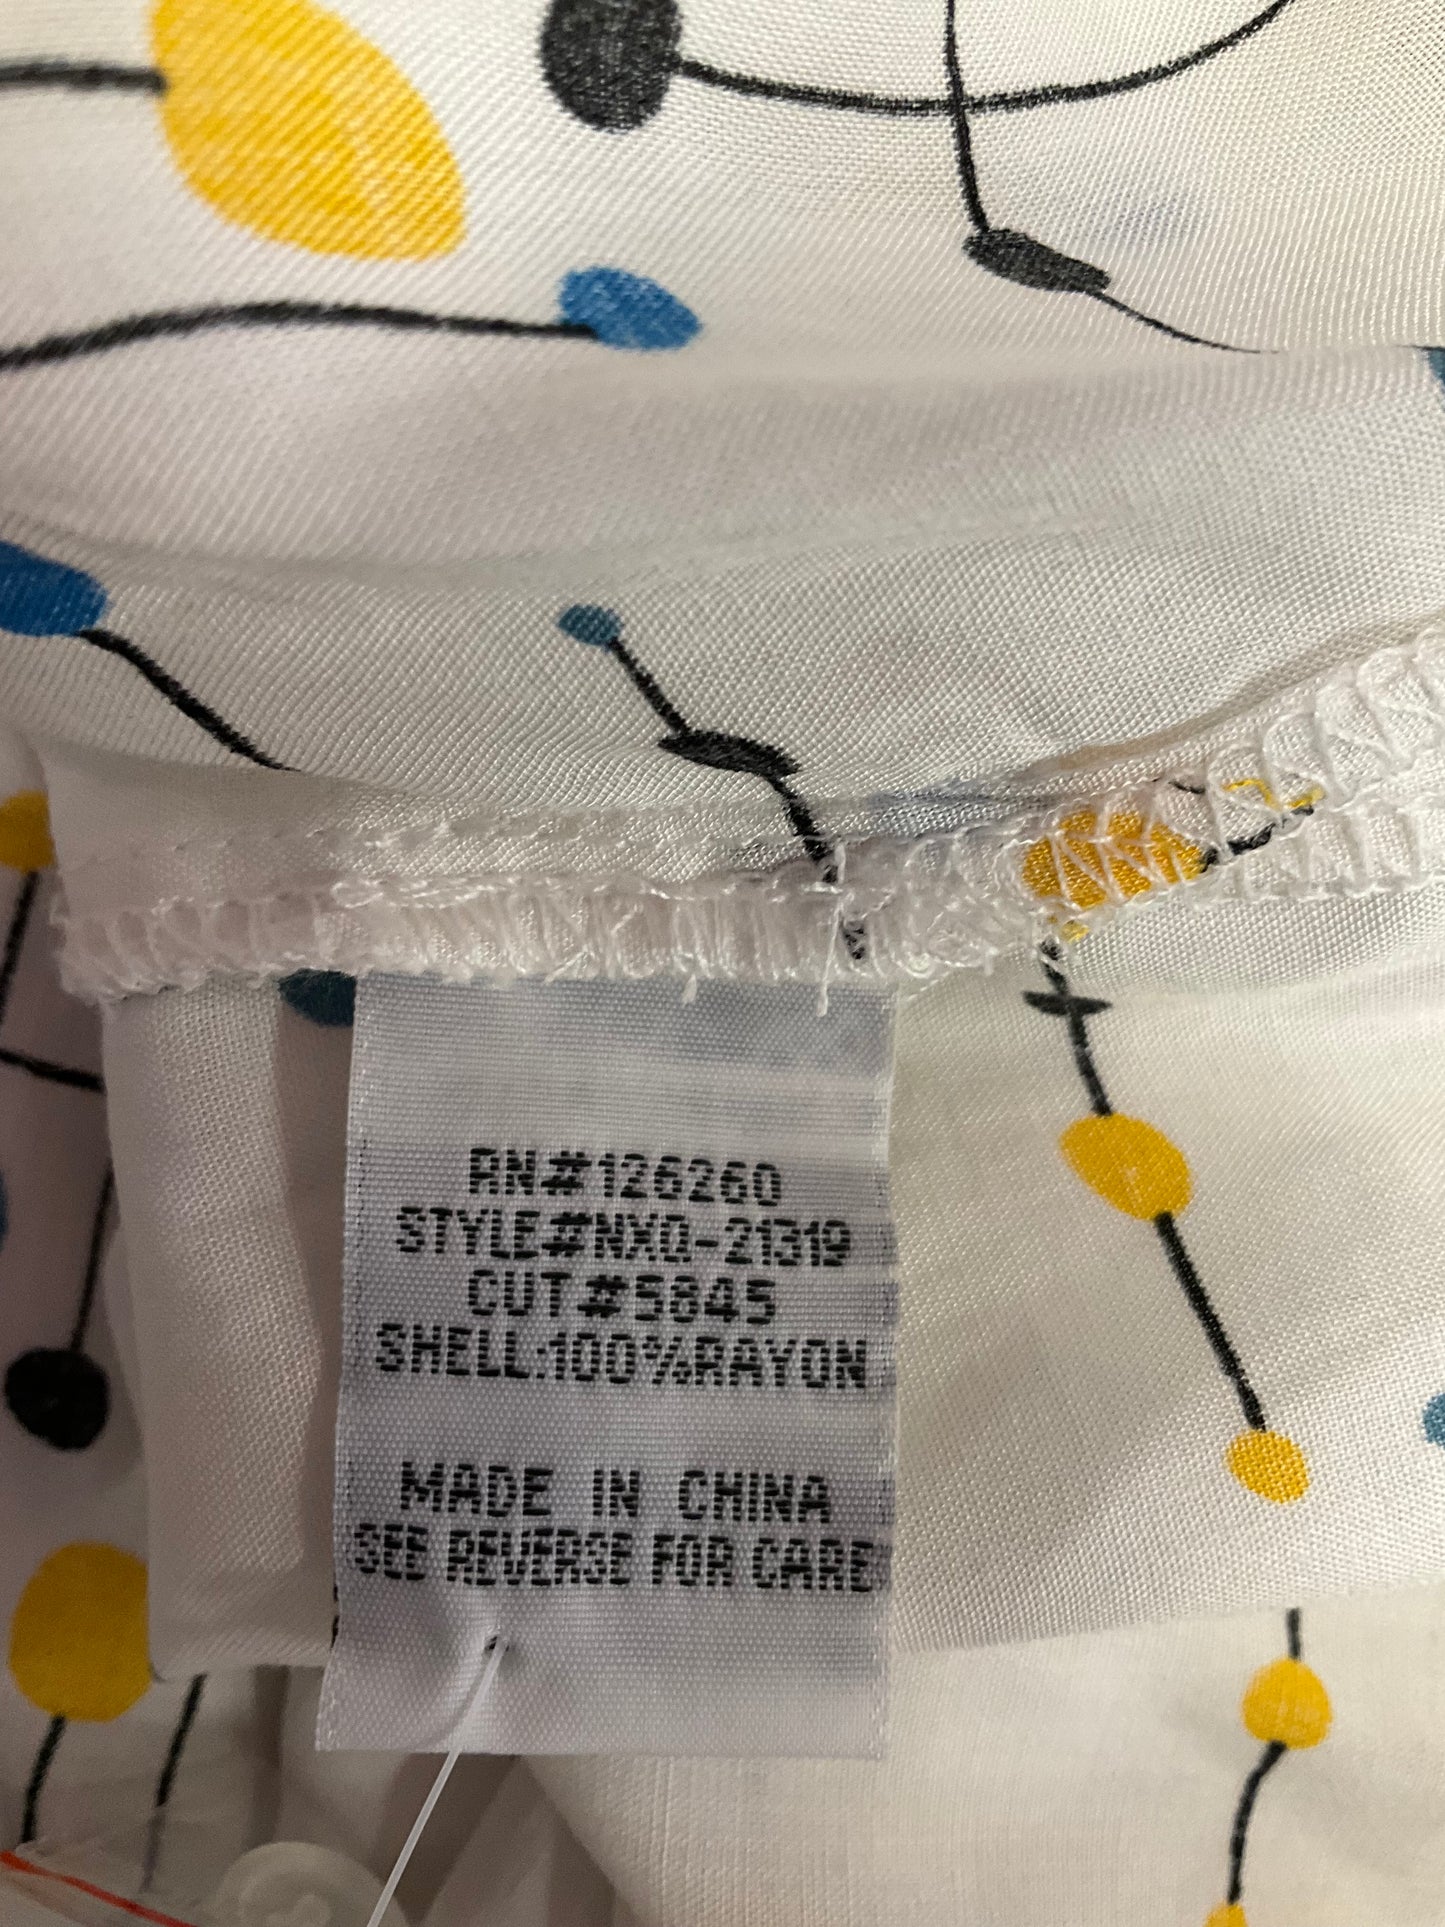 RN#126260
STYLE#NXQ-21319
CUT#5845
SHELL:100%RAYON
MADE IN CHINA
SEE REVERSE FOR CARE